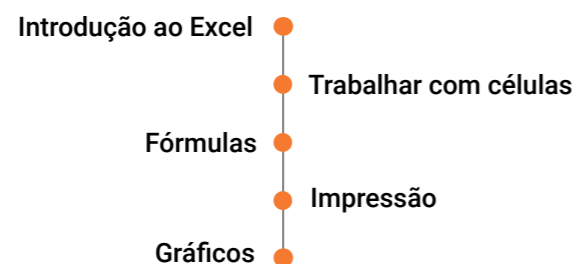 Introdução ao Excel
Trabalhar com células
Fórmulas
Impressão
Gráficos